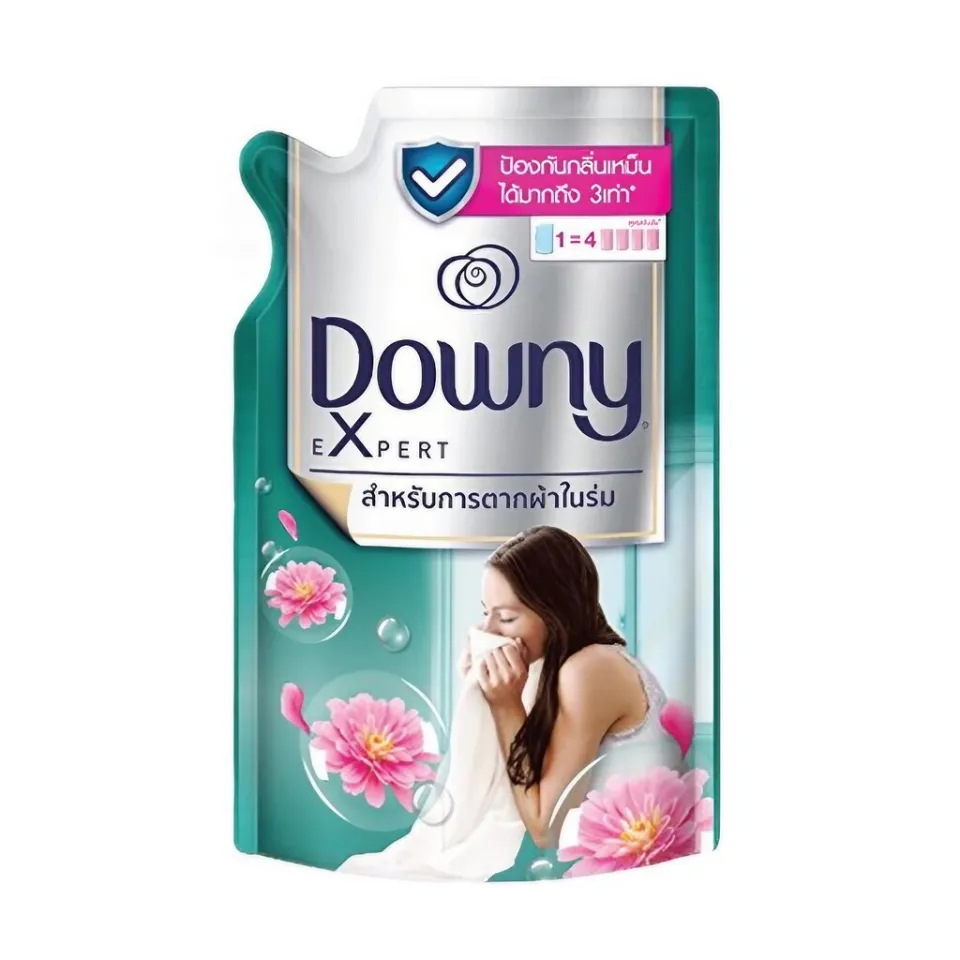 ป้องกันกลิ่นเหม็น
ได้มากถึง 3เท่า*
1=4
Downy
EXPERT
สำหรับการตากผ้าในร่ม